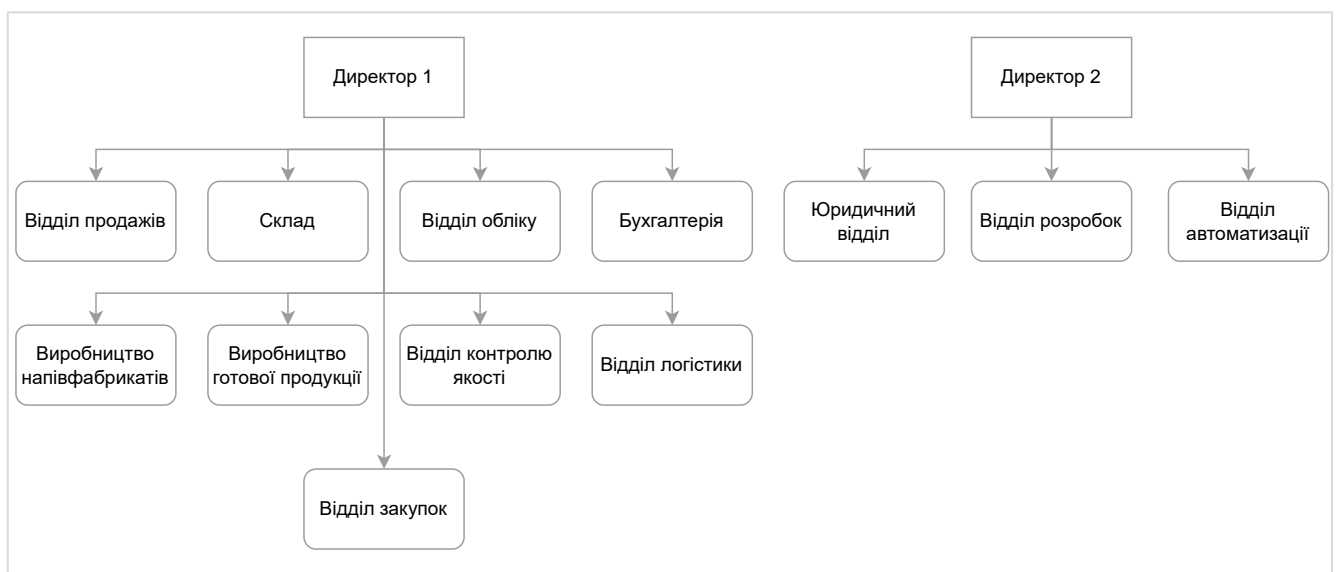 Директор 1
Директор 2
Відділ продажів
Склад
Відділ обліку
Бухгалтерія
Юридичний
відділ
Відділ розробок
Відділ
автоматизації
Виробництво
напівфабрикатів
Виробництво
готової продукції
Відділ контролю
якості
Відділ логістики
Відділ закупок